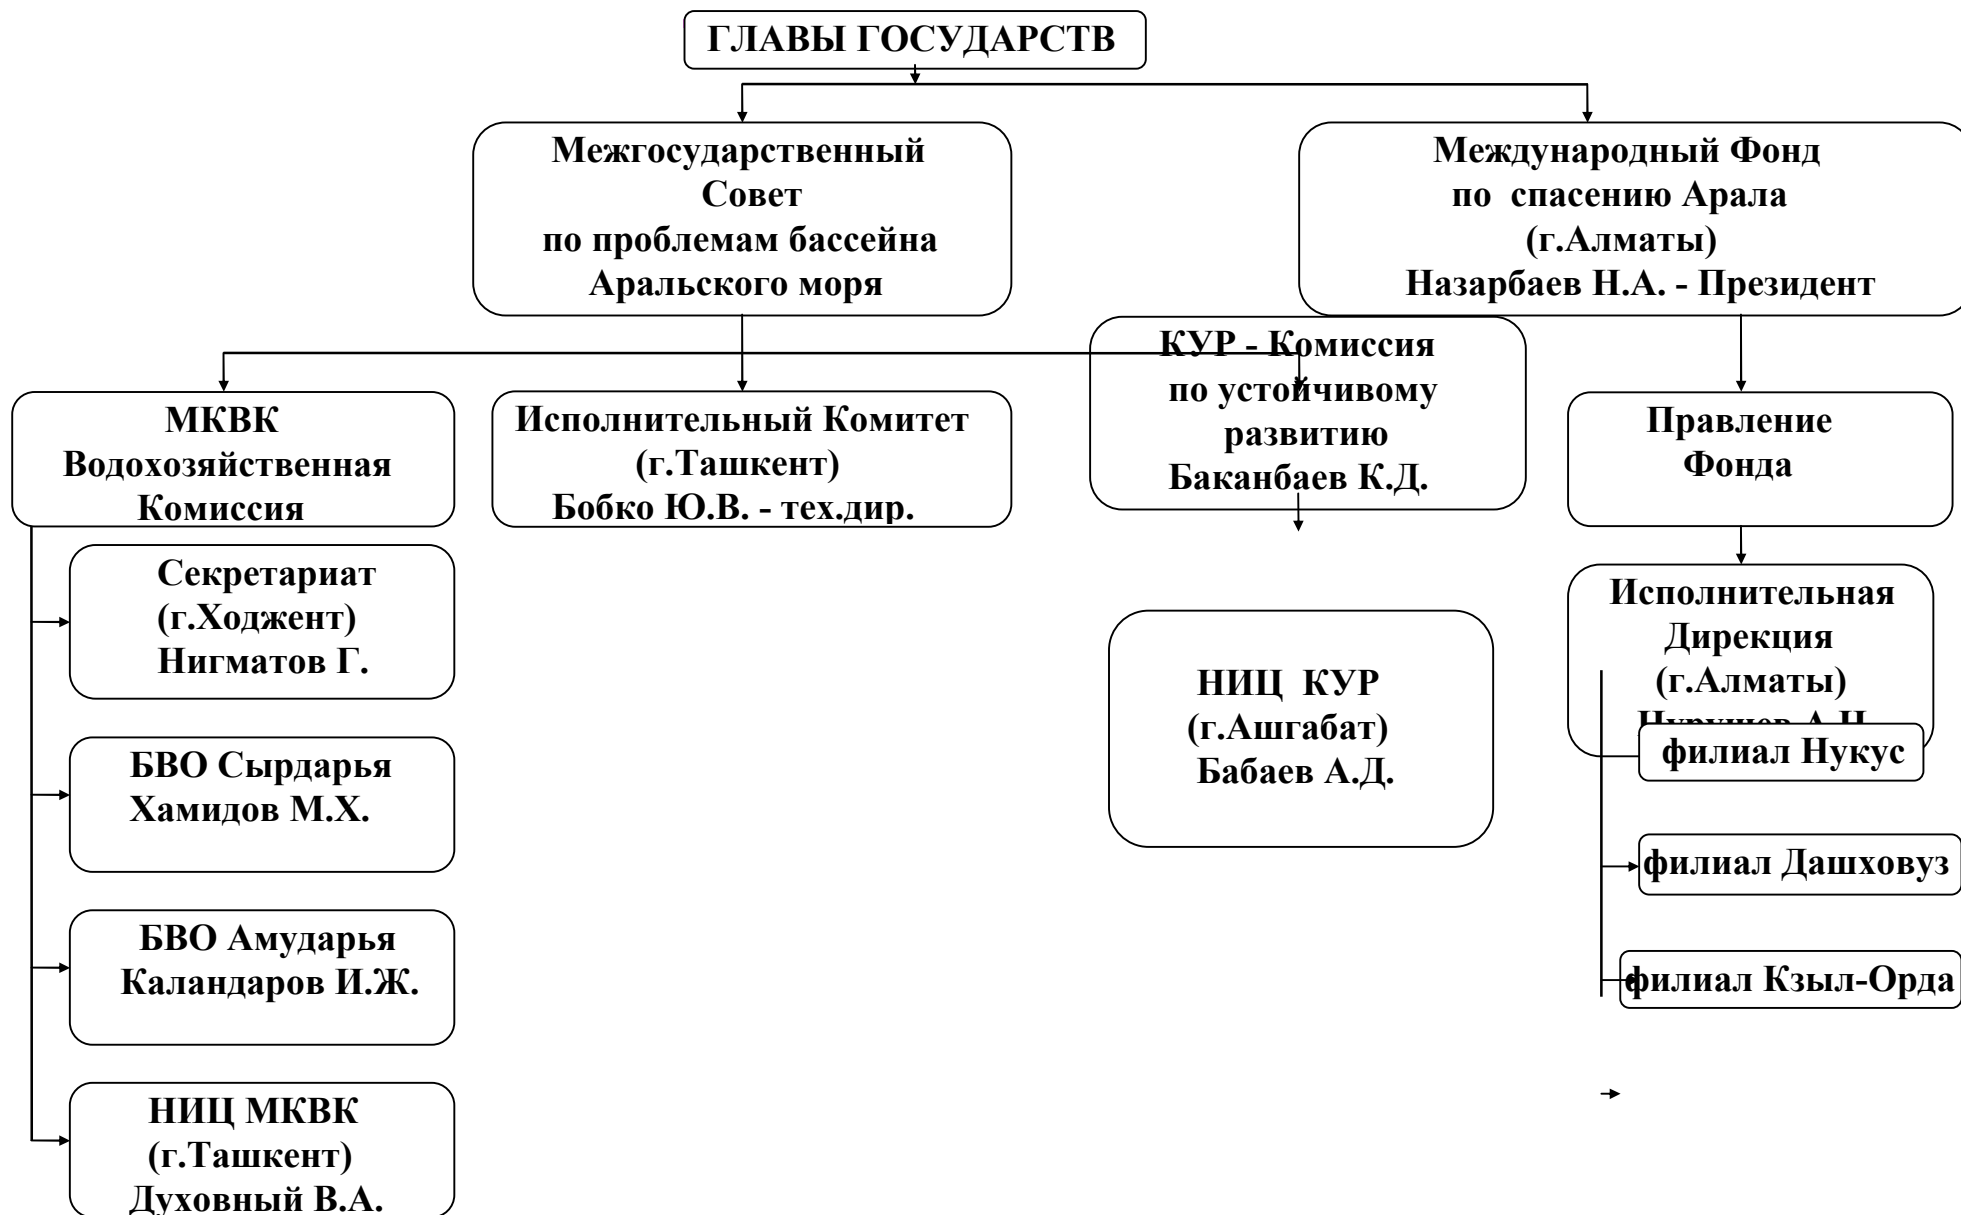 ГЛАВЫ ГОСУДАРСТВ
Межгосударственный
Совет
по проблемам бассейна
Аральского моря
Международный Фонд
по спасению Арала
(г.Алматы)
Назарбаев Н.А. - Президент
МКВК
Водохозяйственная
Комиссия
Исполнительный Комитет
(г.Ташкент)
Бобко Ю.В. - тех.дир.
КУР - Комиссия
по устойчивому
развитию
Баканбаев К.Д.
Правление
Фонда
Секретариат
(г.Ходжент)
Нигматов Г.
БВО Сырдарья
Хамидов М.Х.
БВО Амударья
Каландаров И.Ж.
НИЦ МКВК
(г.Ташкент)
Духовный В.А.
НИЦ КУР
(г.Ашгабат)
Бабаев А.Д.
Исполнительная
Дирекция
(г.Алматы)
филиал Нукус
филиал Дашховуз
филиал Кзыл-Орда